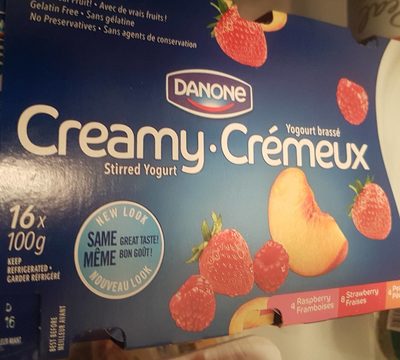 Fruit! • Avec de vrais fruits!
Gelatin Free • Sans gélatine
No Preservatives • Sans agents de conservation
DANONE
Creamy • Crémeux
Yogourt brassé
Stirred Yogurt
16x
100g
KEEP
REFRIGERATED •
GARDER RÉFRIGÉRÉ
NEW LOOK
SAME GREAT TASTE!
MÊME BON GOÛT!
NOUVEAU LOOK
BEST BEFORE
MEILLEUR AVANT
4 Raspberry
Framboises
8 Strawberry
Fraises
4